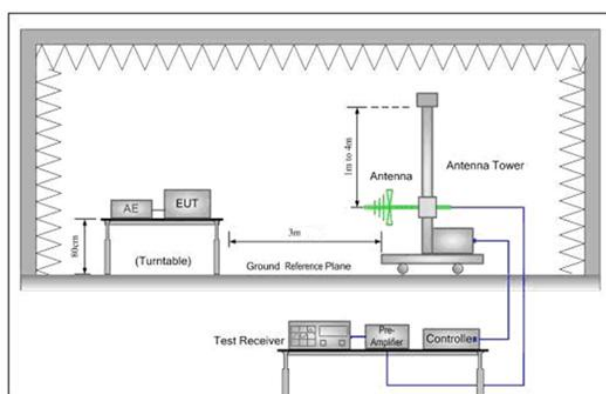 1m to 4m
Antenna
Antenna Tower
AE
EUT
3m
80cm
(Turntable)
Ground Reference Plane
Test Receiver
Pre-
Amplifier
Controller